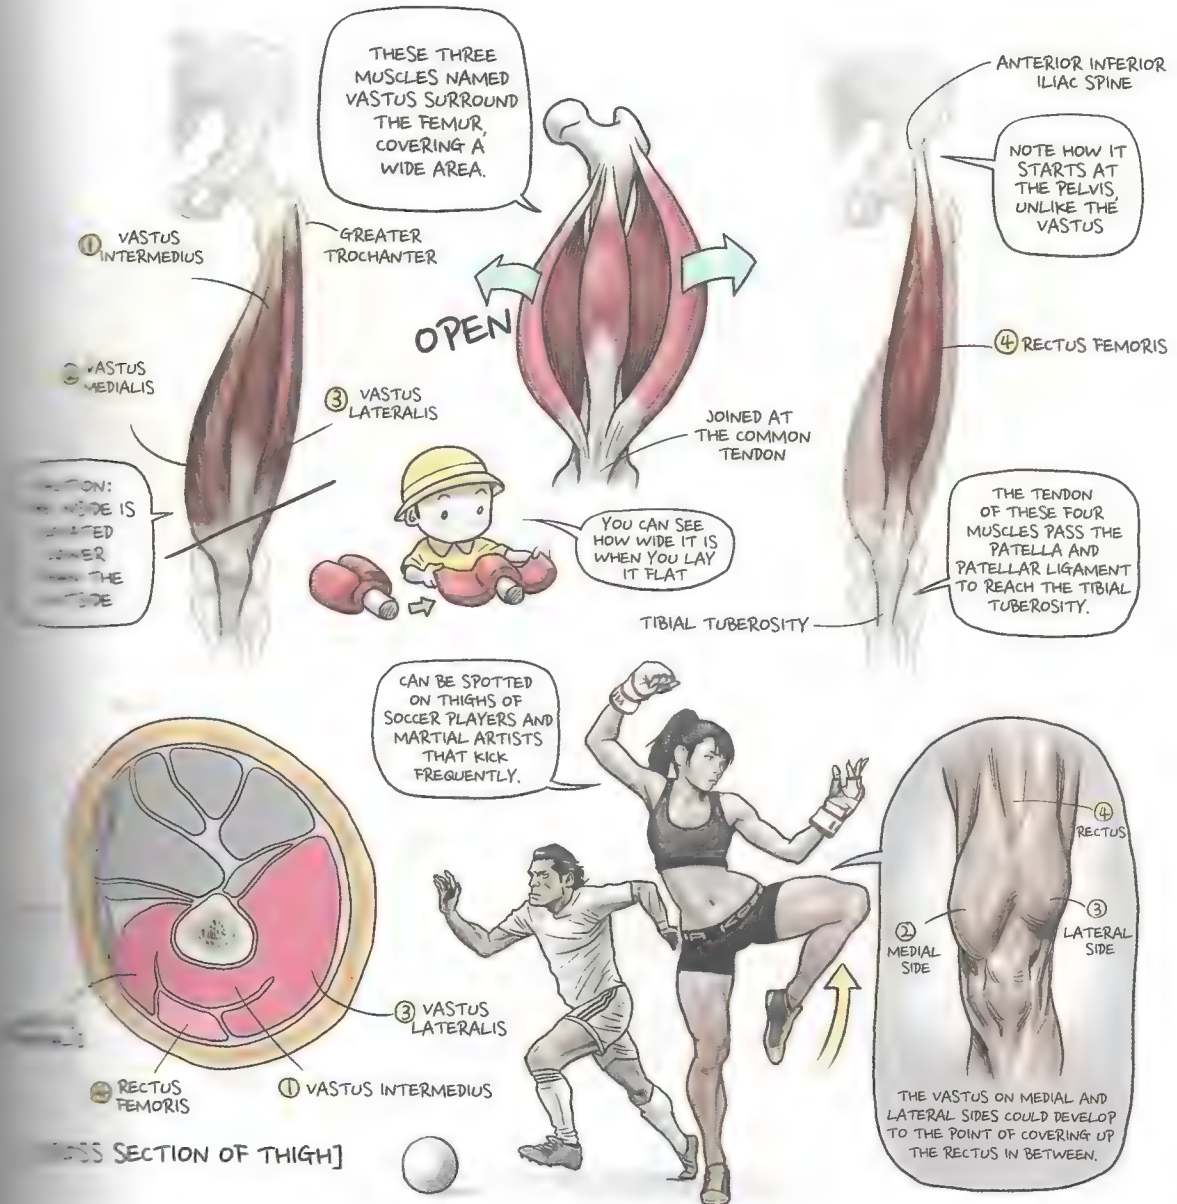 THESE THREE
MUSCLES NAMED
VASTUS SURROUND
THE FEMUR,
COVERING A
WIDE AREA.
ANTERIOR INFERIOR
ILIAC SPINE
NOTE HOW IT
STARTS AT
THE PELVIS,
UNLIKE THE
VASTUS
① VASTUS
INTERMEDIUS
GREATER
TROCHANTER
OPEN
④ RECTUS FEMORIS
VASTUS
MEDIALIS
③ VASTUS
LATERALIS
JOINED AT
THE COMMON
TENDON
IS
THE
YOU CAN SEE
HOW WIDE IT IS
WHEN YOU LAY
IT FLAT
THE TENDON
OF THESE FOUR
MUSCLES PASS THE
PATELLA AND
PATELLAR LIGAMENT
TO REACH THE TIBIAL
TUBEROSITY.
TIBIAL TUBEROSITY
CAN BE SPOTTED
ON THIGHS OF
SOCCER PLAYERS AND
MARTIAL ARTISTS
THAT KICK
FREQUENTLY.
④
RECTUS
②
MEDIAL
SIDE
③
LATERAL
SIDE
③ VASTUS
LATERALIS
RECTUS
FEMORIS
① VASTUS INTERMEDIUS
SECTION OF THIGH]
THE VASTUS ON MEDIAL AND
LATERAL SIDES COULD DEVELOP
TO THE POINT OF COVERING UP
THE RECTUS IN BETWEEN.